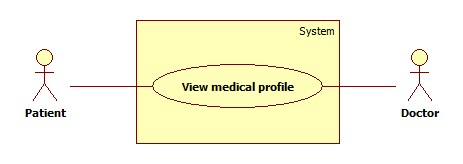 System
View medical profile
Patient
Doctor